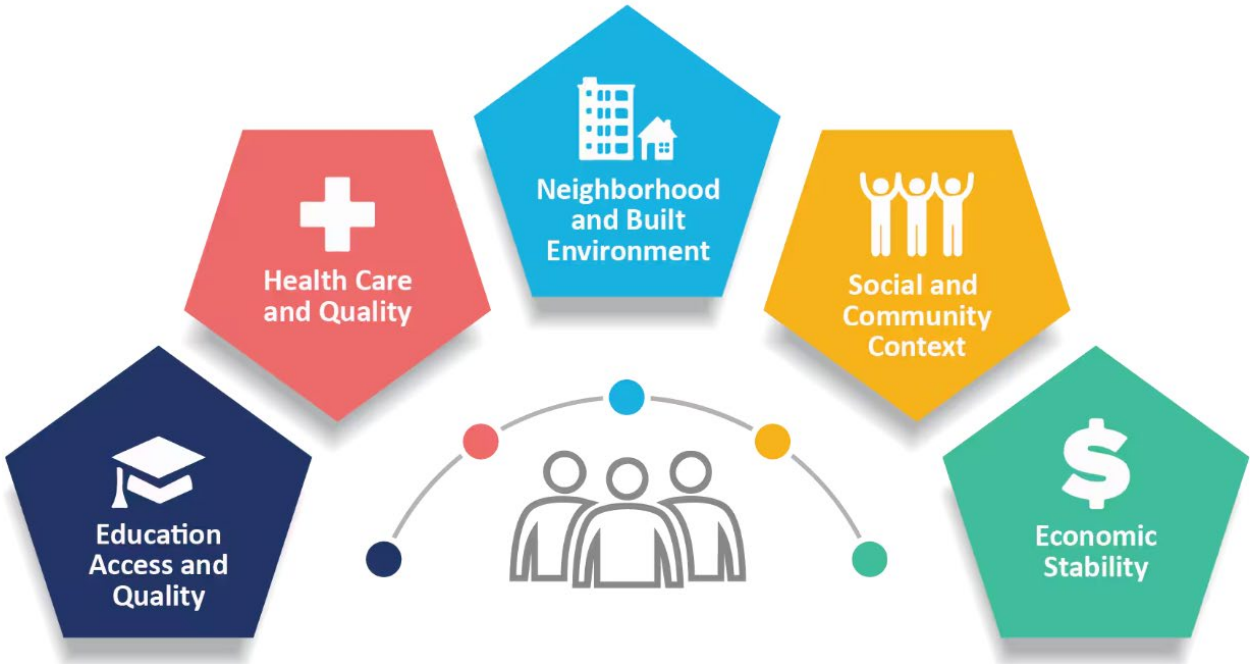 Neighborhood
and Built
Environment
Health Care
and Quality
Social and
Community
Context
Education
Access and
Quality
$
Economic
Stability